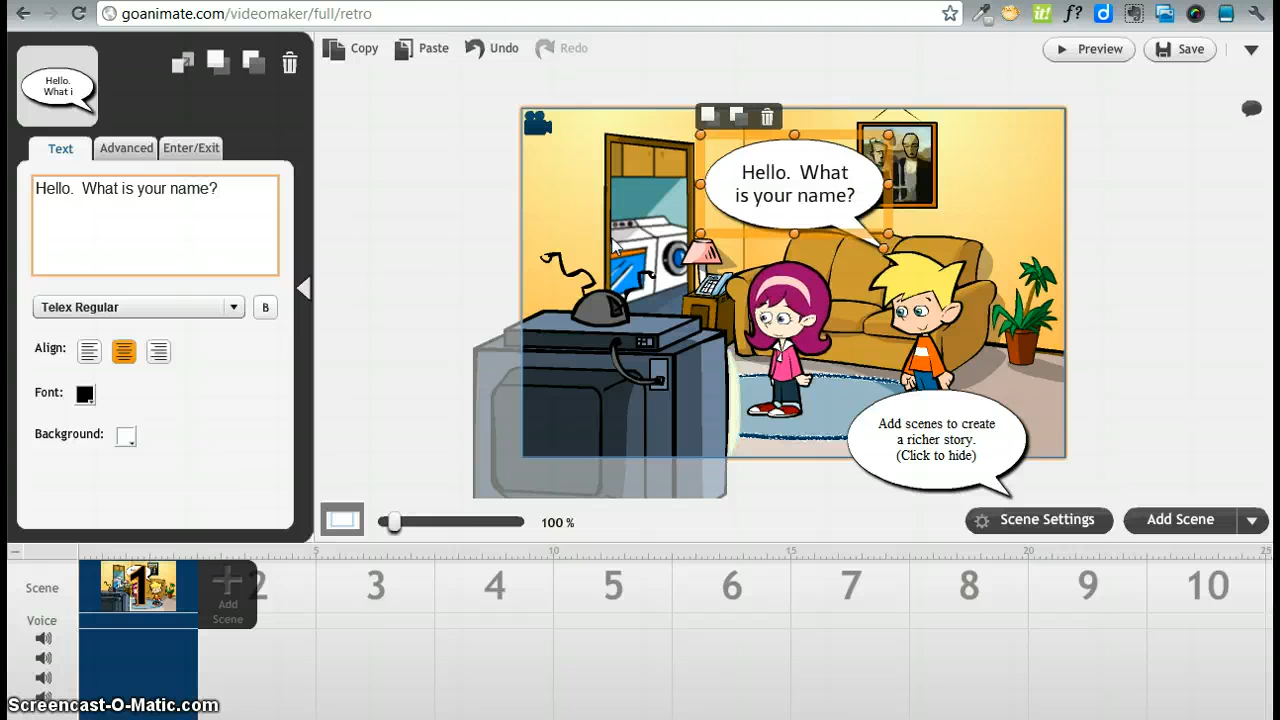 goanimate.com/videomaker/full/retro
it!
f?
d
Hello.
What i
Copy
Paste
Undo
Redo
Preview
Save
Text
Advanced
Enter/Exit
Hello.  What is your name?
Telex Regular
B
Align:
Font:
Background:
Hello.  What
is your name?
Add scenes to create
a richer story.
(Click to hide)
100 %
Scene Settings
Add Scene
5
10
15
20
25
Scene
1
Add
Scene
2
3
4
5
6
7
8
9
10
Voice
Screencast-O-Matic.com